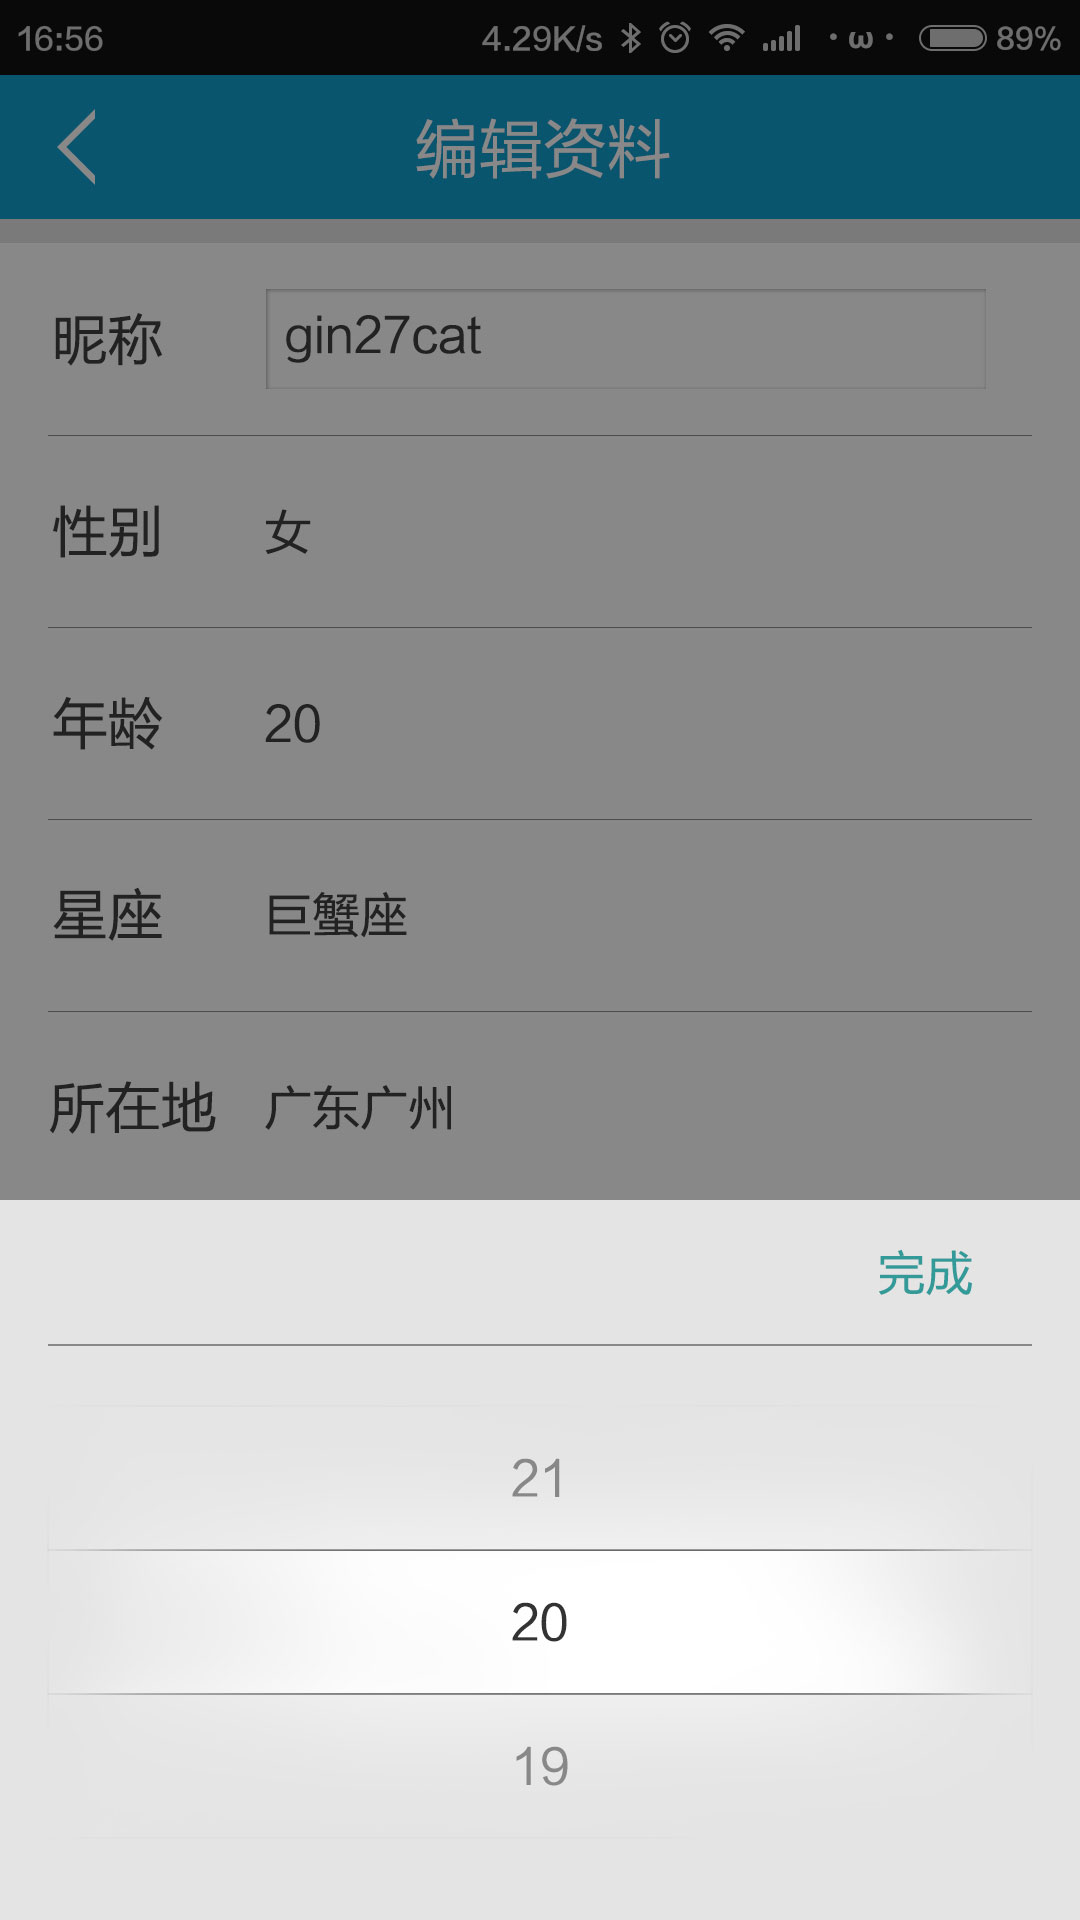 16:56 4.29K/s ·ω· 89%
编辑资料
昵称 gin27cat
性别 女
年龄 20
星座 巨蟹座
所在地 广东广州
完成
21
20
19